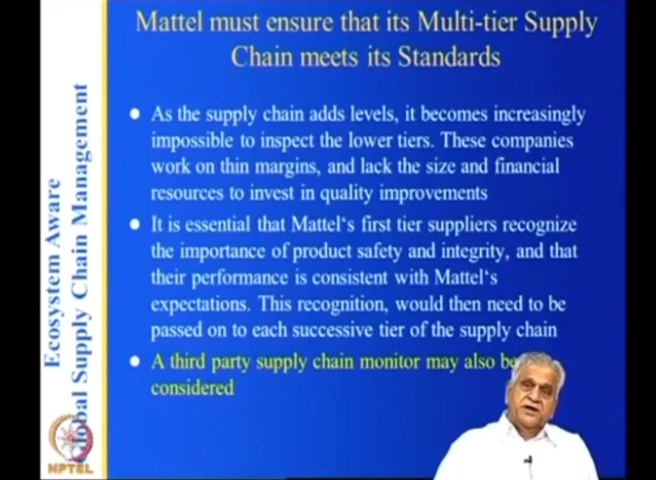 Mattel must ensure that its Multi-tier Supply
Chain meets its Standards
As the supply chain adds levels, it becomes increasingly
impossible to inspect the lower tiers. These companies
work on thin margins, and lack the size and financial
resources to invest in quality improvements
It is essential that Mattel‘s first tier suppliers recognize
the importance of product safety and integrity, and that
their performance is consistent with Mattel‘s
expectations. This recognition, would then need to be
passed on to each successive tier of the supply chain
A third party supply chain monitor may also be
considered
Ecosystem Aware
Global Supply Chain Management
NPTEL